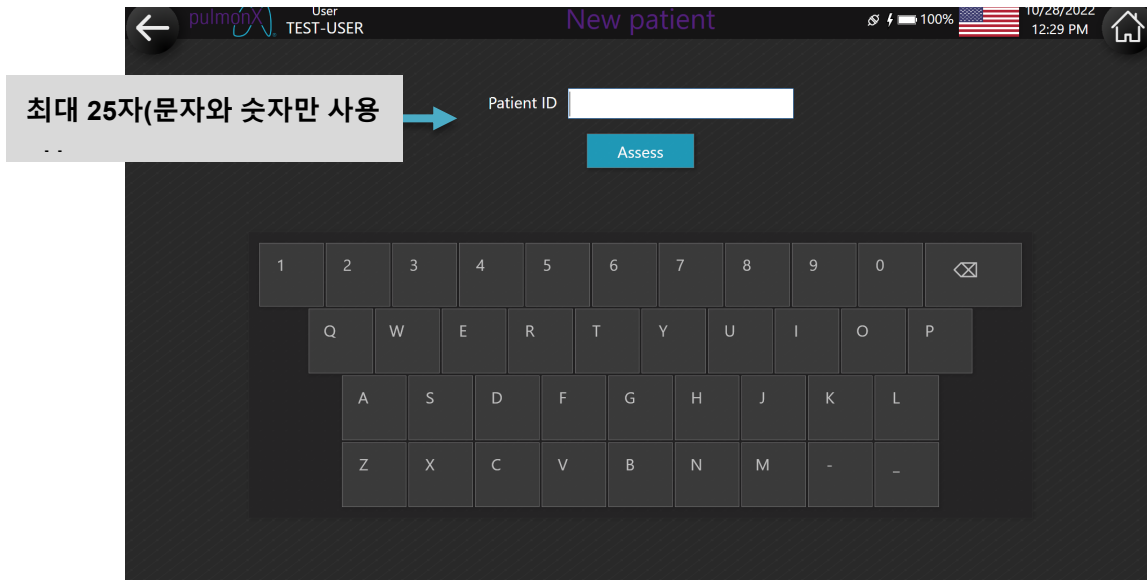 pulmonX
User
TEST-USER
New patient
100%
10/28/2022
12:29 PM
최대 25자(문자와 숫자만 사용
Patient ID
Assess
1 2 3 4 5 6 7 8 9 0
Q W E R T Y U I O P
A S D F G H J K L
Z X C V B N M - _